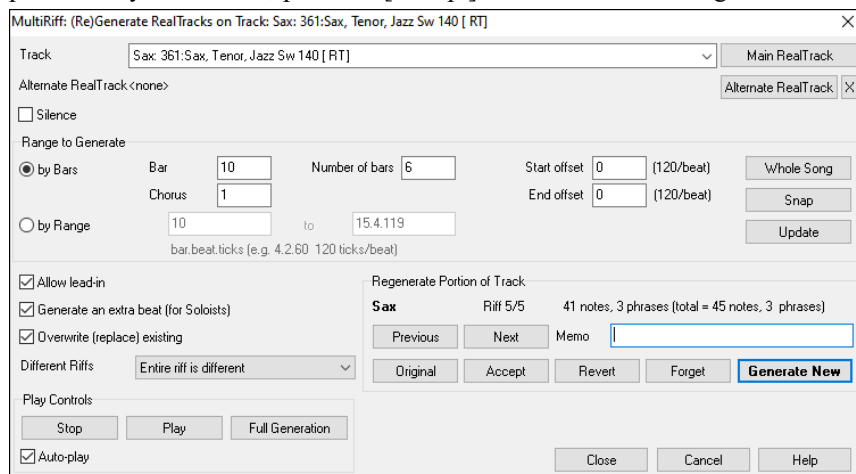 MultiRiff: (Re)Generate RealTracks on Track: Sax: 361:Sax, Tenor, Jazz Sw 140 [ RT]
Track Sax: 361:Sax, Tenor, Jazz Sw 140 [ RT] Main RealTrack
Alternate RealTrack <none> Alternate RealTrack X
Silence
Range to Generate
by Bars Bar 10 Number of bars 6 Start offset 0 (120/beat) Whole Song
Chorus 1 End offset 0 (120/beat) Snap
by Range 10 to 15.4.119 Update
bar.beat.ticks (e.g. 4.2.60 120 ticks/beat)
Allow lead-in Regenerate Portion of Track
Generate an extra beat (for Soloists) Sax Riff 5/5 41 notes, 3 phrases (total = 45 notes, 3 phrases)
Overwrite (replace) existing Previous Next Memo
Different Riffs Entire riff is different Original Accept Revert Forget Generate New
Play Controls
Stop Play Full Generation
Auto-play Close Cancel Help